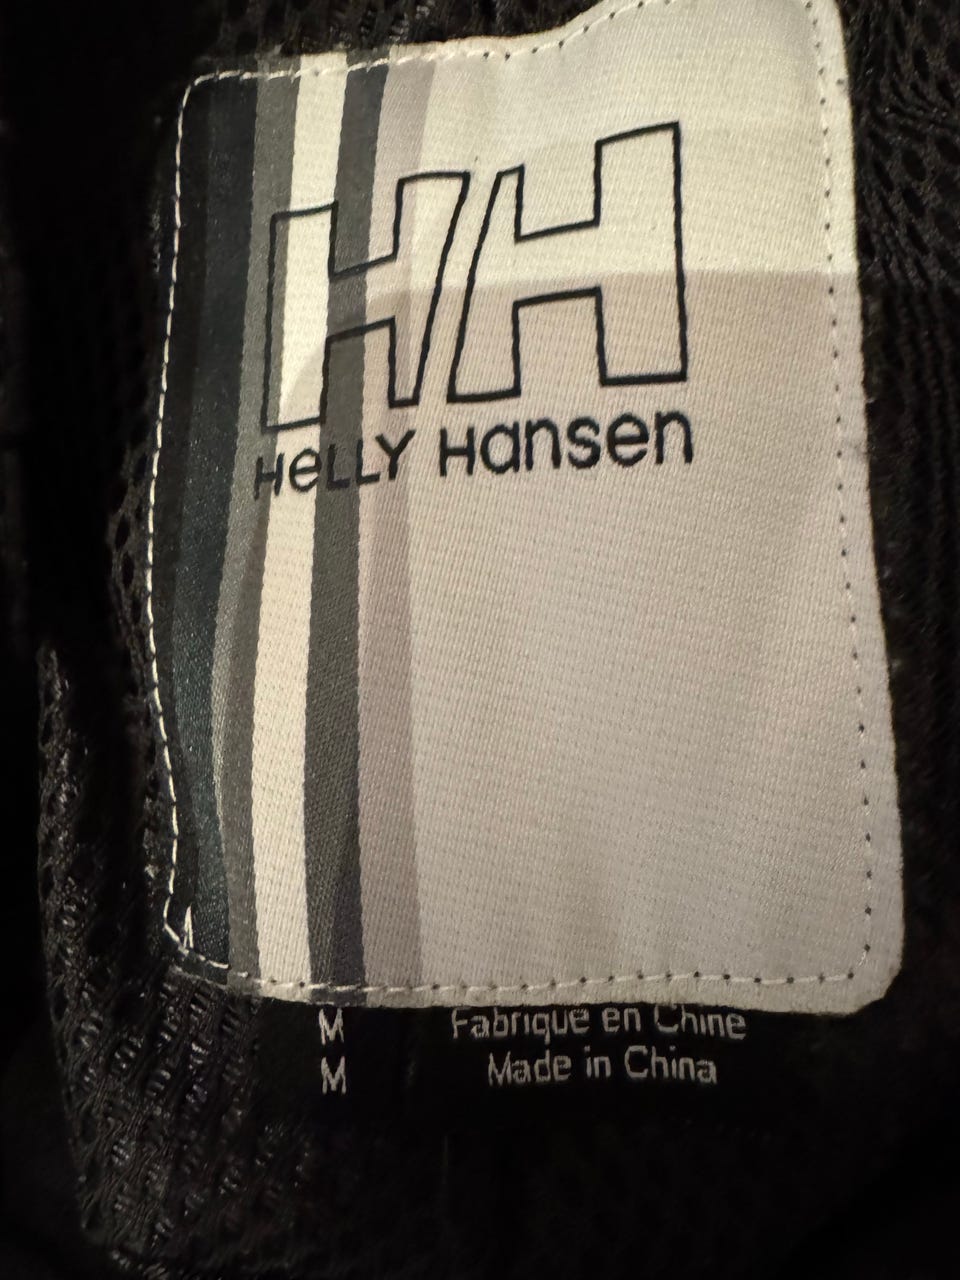 HH
HeLLY Hansen
M Fabrique en Chine
M Made in China